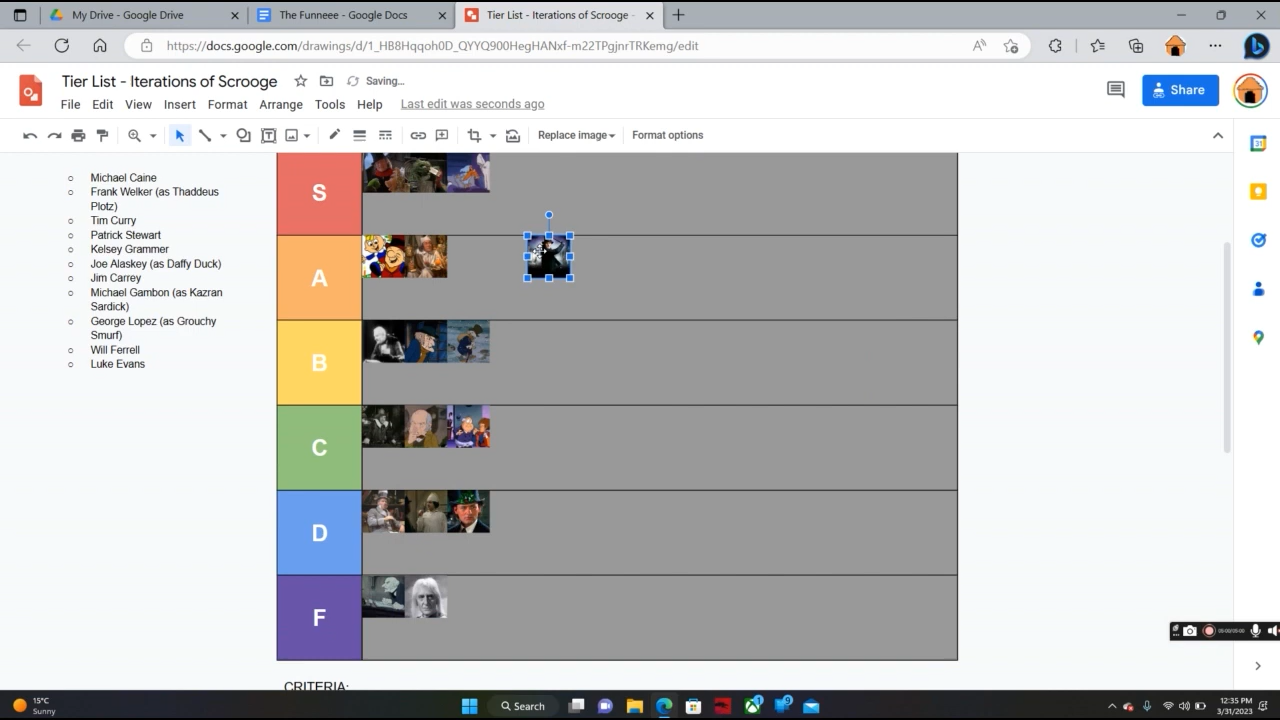 My Drive - Google Drive
The Funneee - Google Docs
Tier List - Iterations of Scrooge -
https://docs.google.com/drawings/d/1_HB8Hqqoh0D_QYYQ900HegHANxf-m22TPgjnrTRKemg/edit
Tier List - Iterations of Scrooge
Saving...
File Edit View Insert Format Arrange Tools Help Last edit was seconds ago
Share
Replace image
Format options
31
Michael Caine
Frank Welker (as Thaddeus
Plotz)
Tim Curry
Patrick Stewart
Kelsey Grammer
Joe Alaskey (as Daffy Duck)
Jim Carrey
Michael Gambon (as Kazran
Sardick)
George Lopez (as Grouchy
Smurf)
Will Ferrell
Luke Evans
S
A
B
C
D
F
CRITERIA:
15°C
Sunny
Search
12:35 PM
3/31/2023